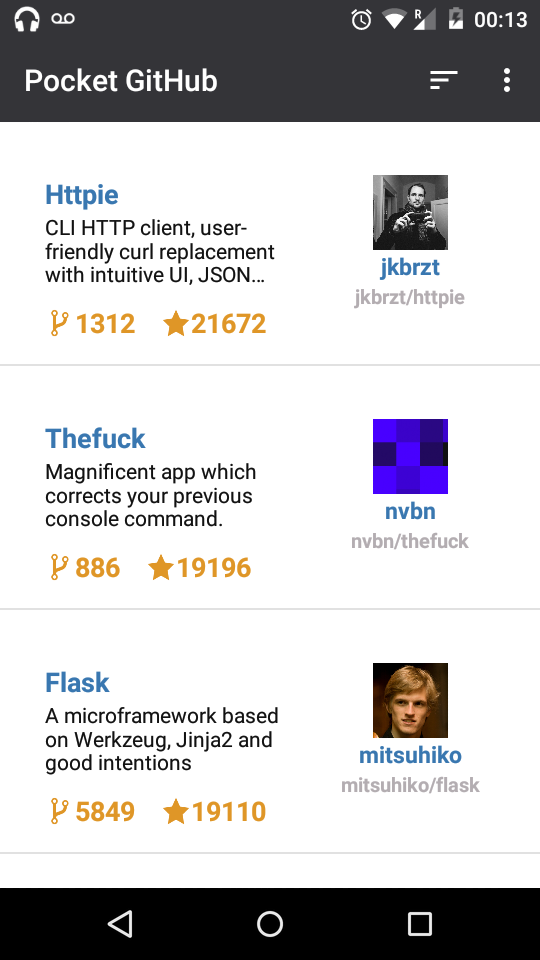 R 00:13
Pocket GitHub
Httpie
CLI HTTP client, user-
friendly curl replacement
with intuitive UI, JSON…
1312 21672
jkbrzt
jkbrzt/httpie
Thefuck
Magnificent app which
corrects your previous
console command.
886 19196
nvbn
nvbn/thefuck
Flask
A microframework based
on Werkzeug, Jinja2 and
good intentions
5849 19110
mitsuhiko
mitsuhiko/flask